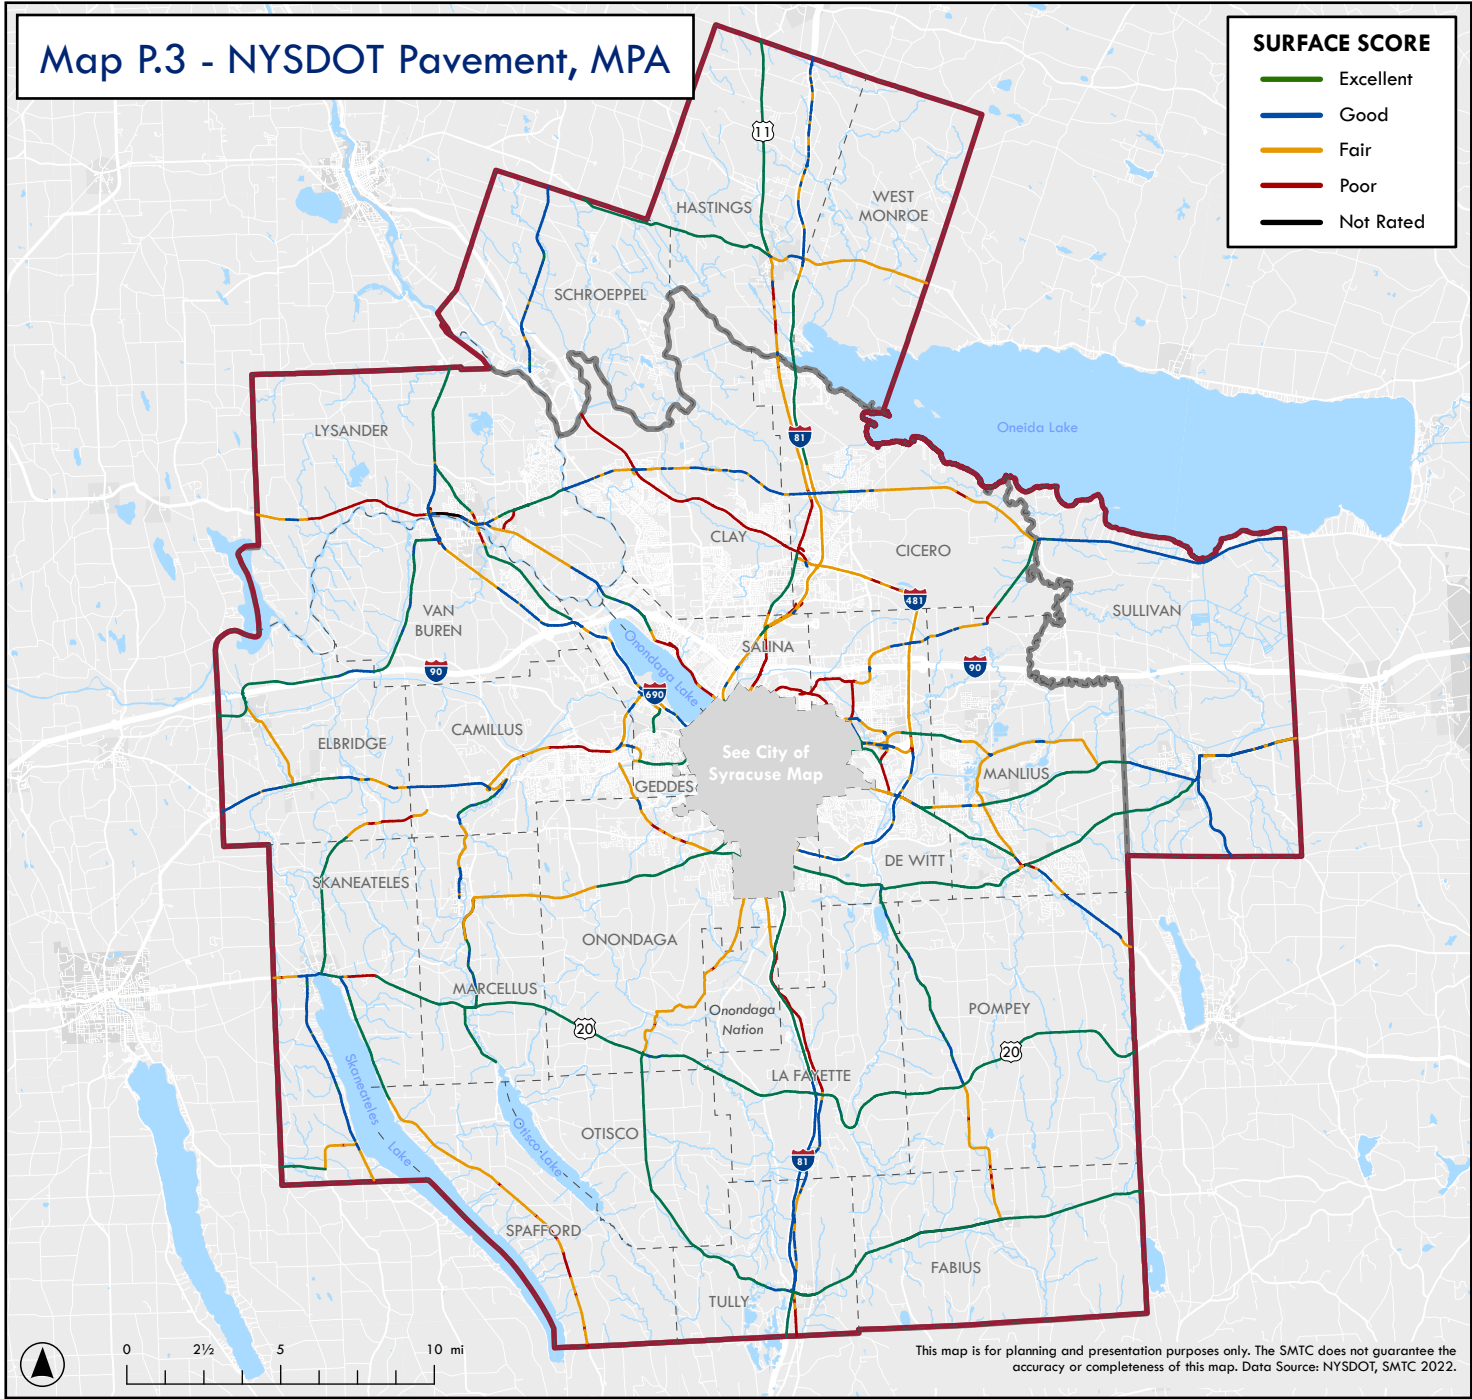 Map P.3 - NYSDOT Pavement, MPA
SURFACE SCORE
Excellent
Good
Fair
Poor
Not Rated
11
HASTINGS
WEST
MONROE
SCHROEPPEL
Oneida Lake
LYSANDER
81
CLAY
CICERO
481
VAN
BUREN
SULLIVAN
Onondaga Lake
SALINA
90
90
690
ELBRIDGE
CAMILLUS
See City of
Syracuse Map
GEDDES
MANLIUS
DE WITT
SKANEATELES
ONONDAGA
MARCELLUS
Onondaga
Nation
POMPEY
20
20
LA FAYETTE
Skaneateles
Lake
Otisco Lake
OTISCO
81
SPAFFORD
FABIUS
TULLY
0 2½ 5 10 mi
This map is for planning and presentation purposes only. The SMTC does not guarantee the
accuracy or completeness of this map. Data Source: NYSDOT, SMTC 2022.